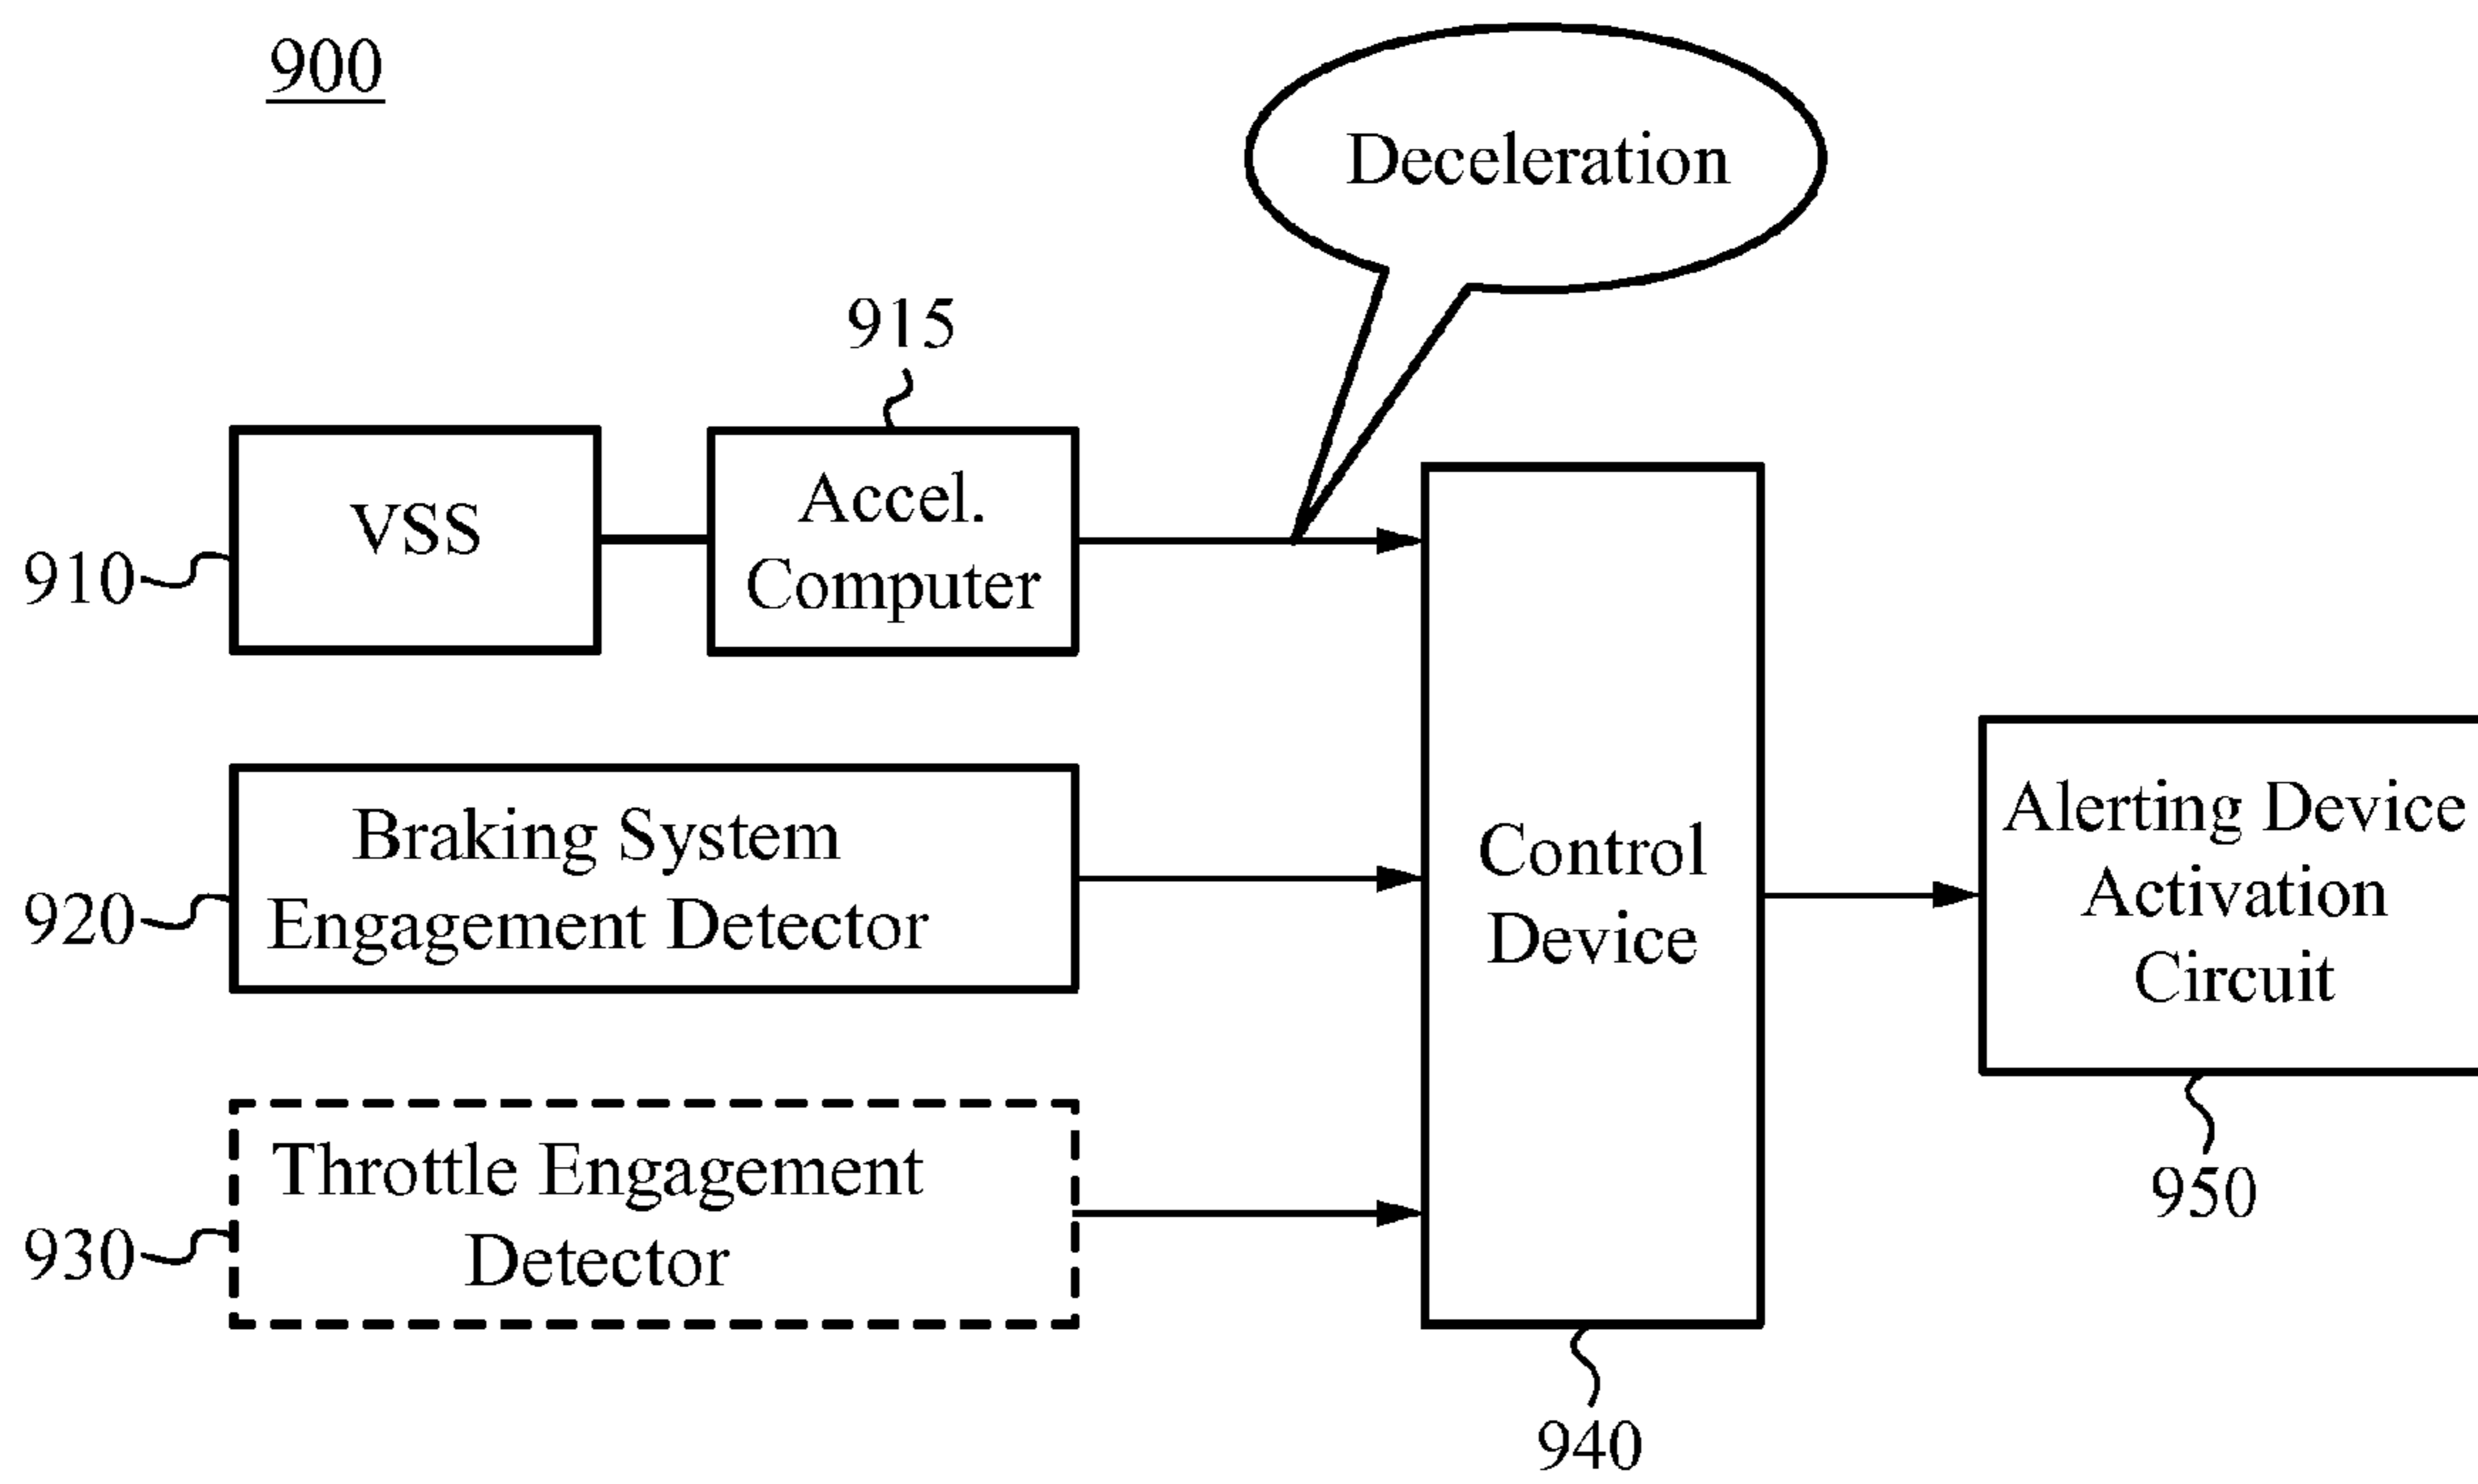 900
Deceleration
915
VSS
Accel.
Computer
910
Braking System
Engagement Detector
920
Control
Device
Alerting Device
Activation
Circuit
Throttle Engagement
Detector
930
950
940